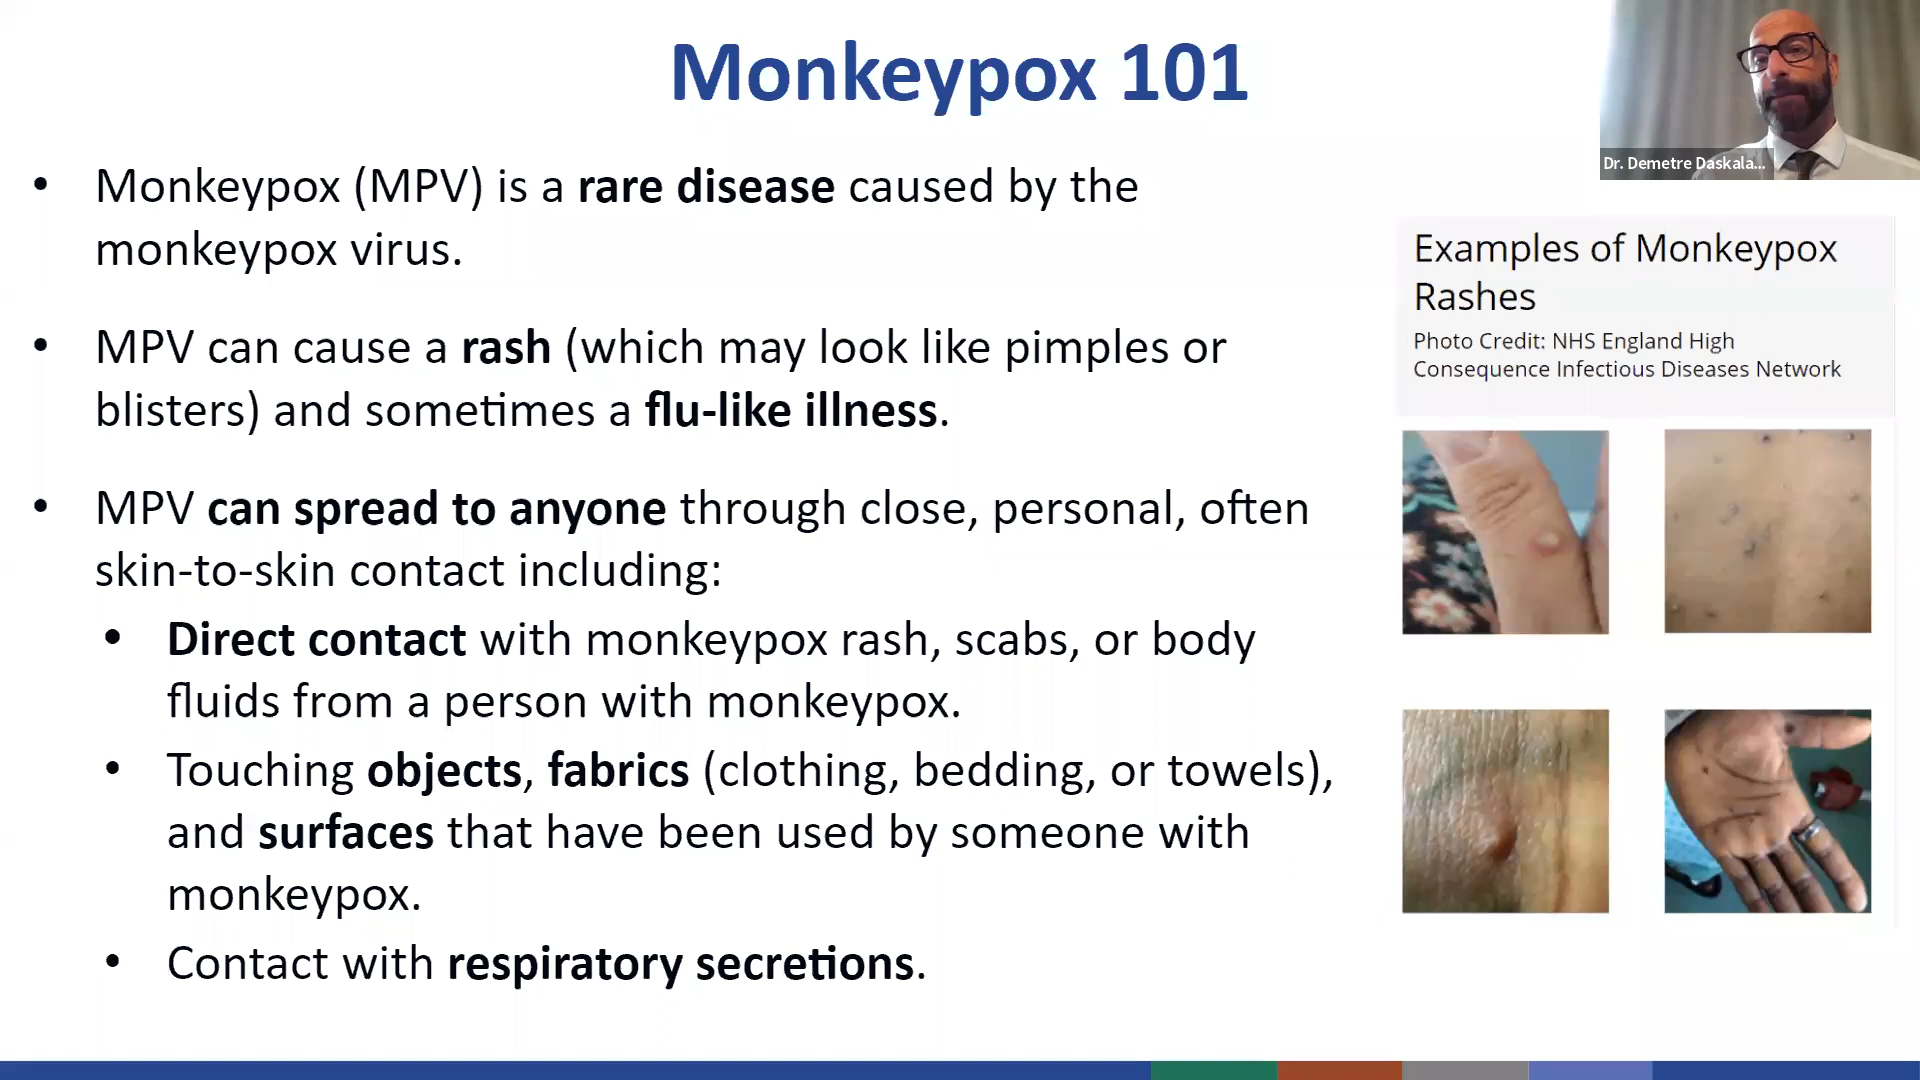 Monkeypox 101
Dr. Demetre Daskala...
• Monkeypox (MPV) is a rare disease caused by the
monkeypox virus.
• MPV can cause a rash (which may look like pimples or
blisters) and sometimes a flu-like illness.
• MPV can spread to anyone through close, personal, often
skin-to-skin contact including:
• Direct contact with monkeypox rash, scabs, or body
fluids from a person with monkeypox.
• Touching objects, fabrics (clothing, bedding, or towels),
and surfaces that have been used by someone with
monkeypox.
• Contact with respiratory secretions.
Examples of Monkeypox
Rashes
Photo Credit: NHS England High
Consequence Infectious Diseases Network